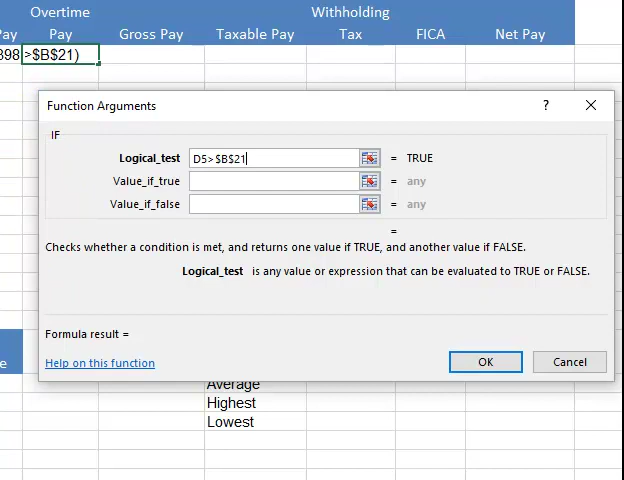 Overtime
Withholding
Pay
Pay
Gross Pay
Taxable Pay
Tax
FICA
Net Pay
398
>$B$21)
Function Arguments
?
IF
Logical_test
D5>$B$21
= TRUE
Value_if_true
= any
Value_if_false
= any
=
Checks whether a condition is met, and returns one value if TRUE, and another value if FALSE.
Logical_test is any value or expression that can be evaluated to TRUE or FALSE.
Formula result =
e
Help on this function
OK
Cancel
Average
Highest
Lowest